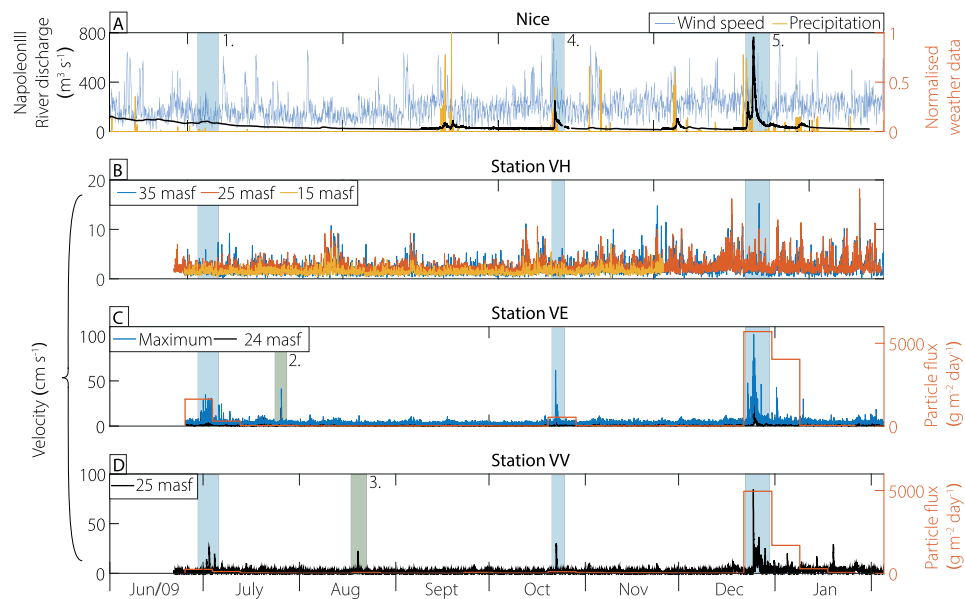 A
Nice
Wind speed
Precipitation
NapoleonIII
River discharge
(m³ s⁻¹)
800
400
0
1.
4.
5.
1
0.5
0
Normalised
weather data
B
Station VH
35 masf
25 masf
15 masf
20
10
0
Velocity (cm s⁻¹)
C
Station VE
Maximum
24 masf
2.
100
50
0
5000
0
Particle flux
(g m⁻² day⁻¹)
D
Station VV
25 masf
3.
100
50
0
5000
0
Particle flux
(g m⁻² day⁻¹)
Jun/09
July
Aug
Sept
Oct
Nov
Dec
Jan